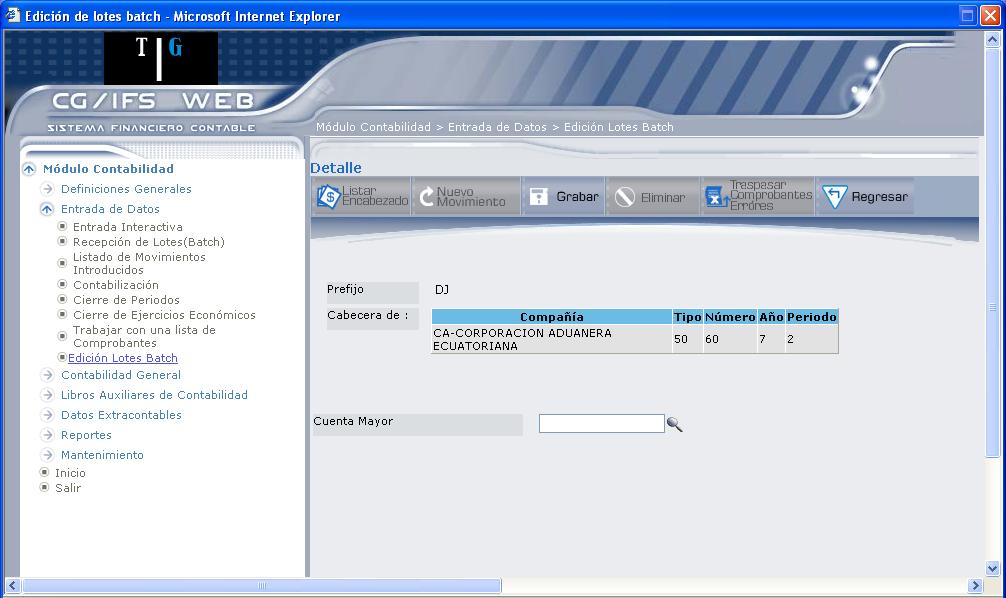 Edición de lotes batch - Microsoft Internet Explorer
T G
CG/IFS WEB
SISTEMA FINANCIERO CONTABLE
Módulo Contabilidad > Entrada de Datos > Edición Lotes Batch
Módulo Contabilidad
Definiciones Generales
Entrada de Datos
Entrada Interactiva
Recepción de Lotes(Batch)
Listado de Movimientos
Introducidos
Contabilización
Cierre de Periodos
Cierre de Ejercicios Económicos
Trabajar con una lista de
Comprobantes
Edición Lotes Batch
Contabilidad General
Libros Auxiliares de Contabilidad
Datos Extracontables
Reportes
Mantenimiento
Inicio
Salir
Detalle
Listar
Encabezado
Nuevo
Movimiento
Grabar
Eliminar
Traspasar
Comprobantes
Errores
Regresar
Prefijo DJ
Cabecera de :
Compañía Tipo Número Año Periodo
CA-CORPORACION ADUANERA
ECUATORIANA 50 60 7 2
Cuenta Mayor